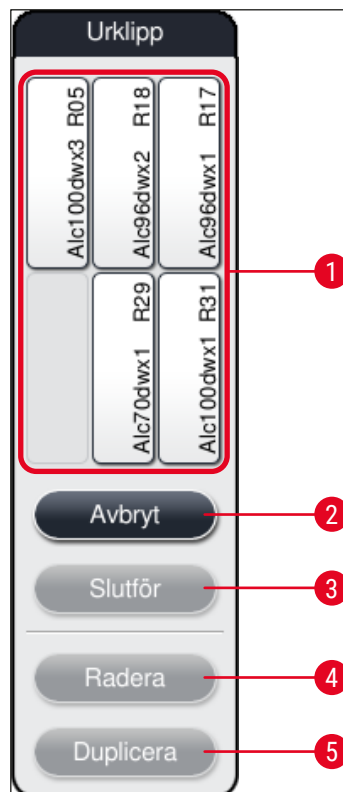 Urklipp
Alc100dwx3 R05
Alc96dwx2 R18
Alc96dwx1 R17
Alc70dwx1 R29
Alc100dwx1 R31
1
Avbryt
2
Slutför
3
Radera
4
Duplicera
5